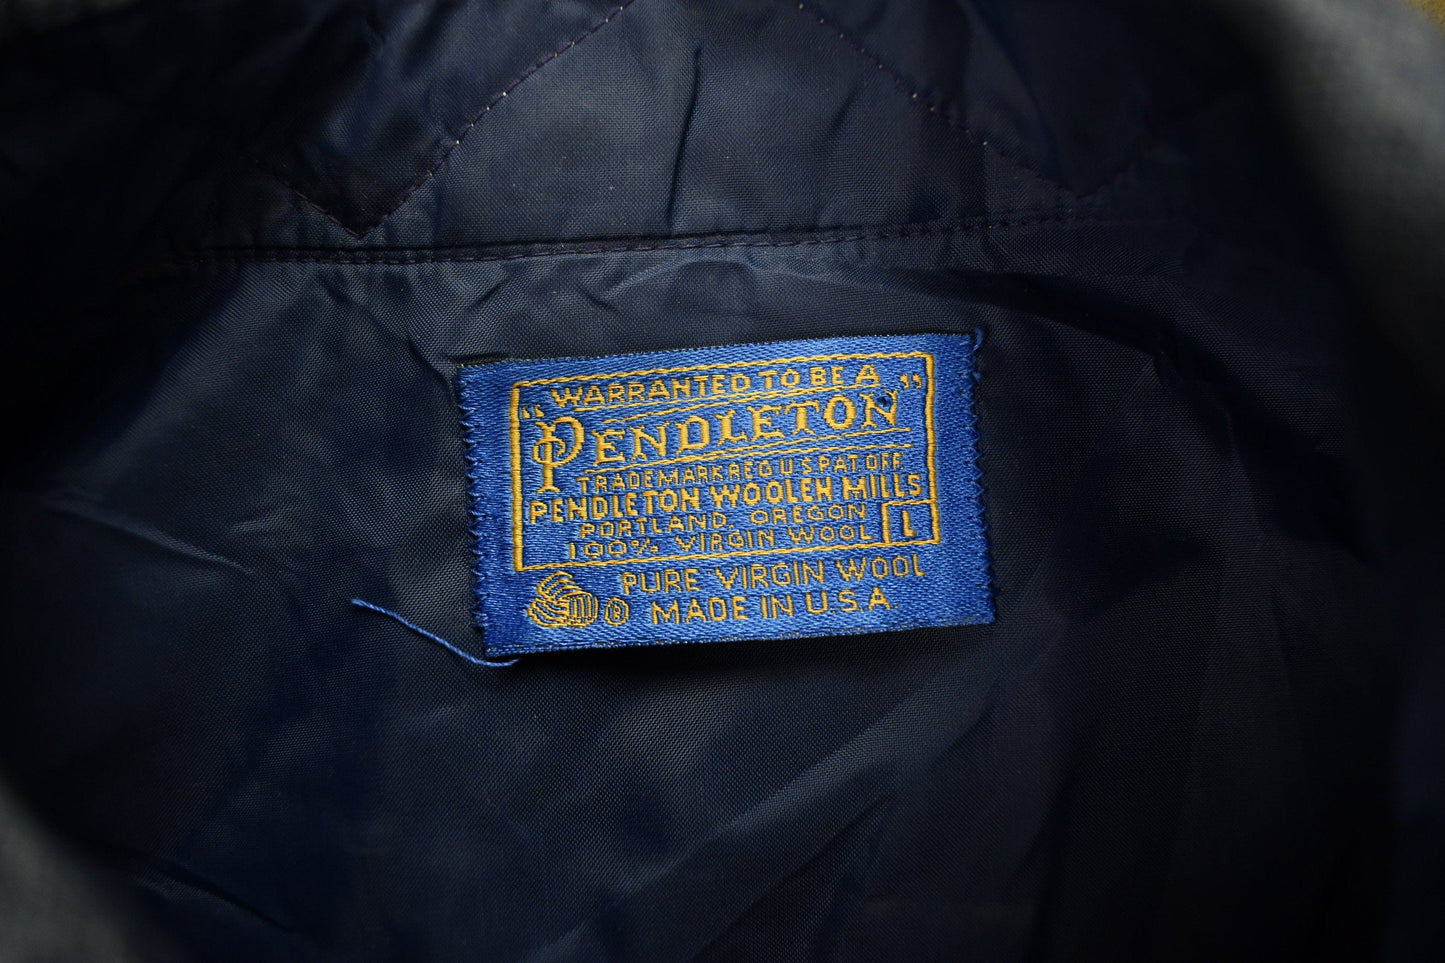 WARRANTED TO BE A
"PENDLETON"
TRADEMARK REG U.S. PAT OFF.
PENDLETON WOOLEN MILLS
PORTLAND, OREGON
100% VIRGIN WOOL L
PURE VIRGIN WOOL
® MADE IN U.S.A.